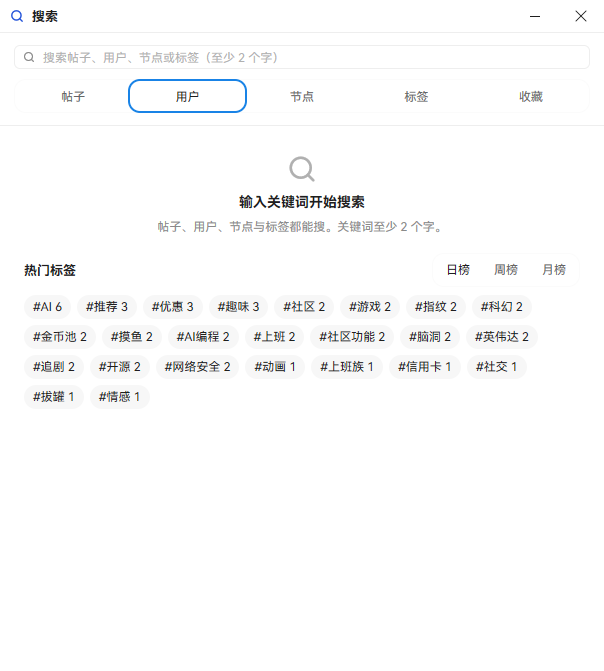 搜索
搜索帖子、用户、节点或标签（至少 2 个字）
帖子 用户 节点 标签 收藏
输入关键词开始搜索
帖子、用户、节点与标签都能搜。关键词至少 2 个字。
热门标签 日榜 周榜 月榜
#AI 6 #推荐 3 #优惠 3 #趣味 3 #社区 2 #游戏 2 #指纹 2 #科幻 2
#金币池 2 #摸鱼 2 #AI编程 2 #上班 2 #社区功能 2 #脑洞 2 #英伟达 2
#追剧 2 #开源 2 #网络安全 2 #动画 1 #上班族 1 #信用卡 1 #社交 1
#拔罐 1 #情感 1